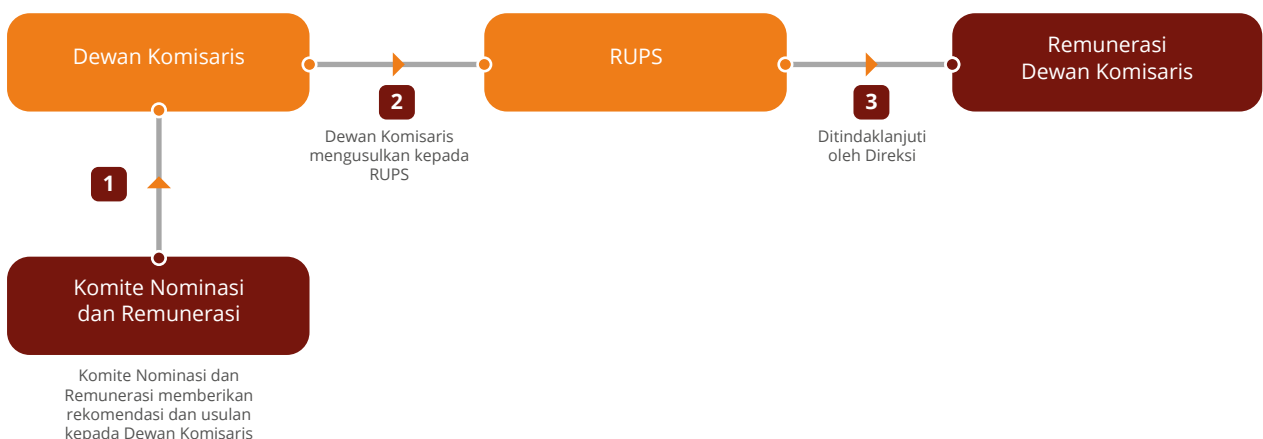 Dewan Komisaris
RUPS
Remunerasi
Dewan Komisaris
2
Dewan Komisaris
mengusulkan kepada
RUPS
3
Ditindaklanjuti
oleh Direksi
1
Komite Nominasi
dan Remunerasi
Komite Nominasi dan
Remunerasi memberikan
rekomendasi dan usulan
kepada Dewan Komisaris